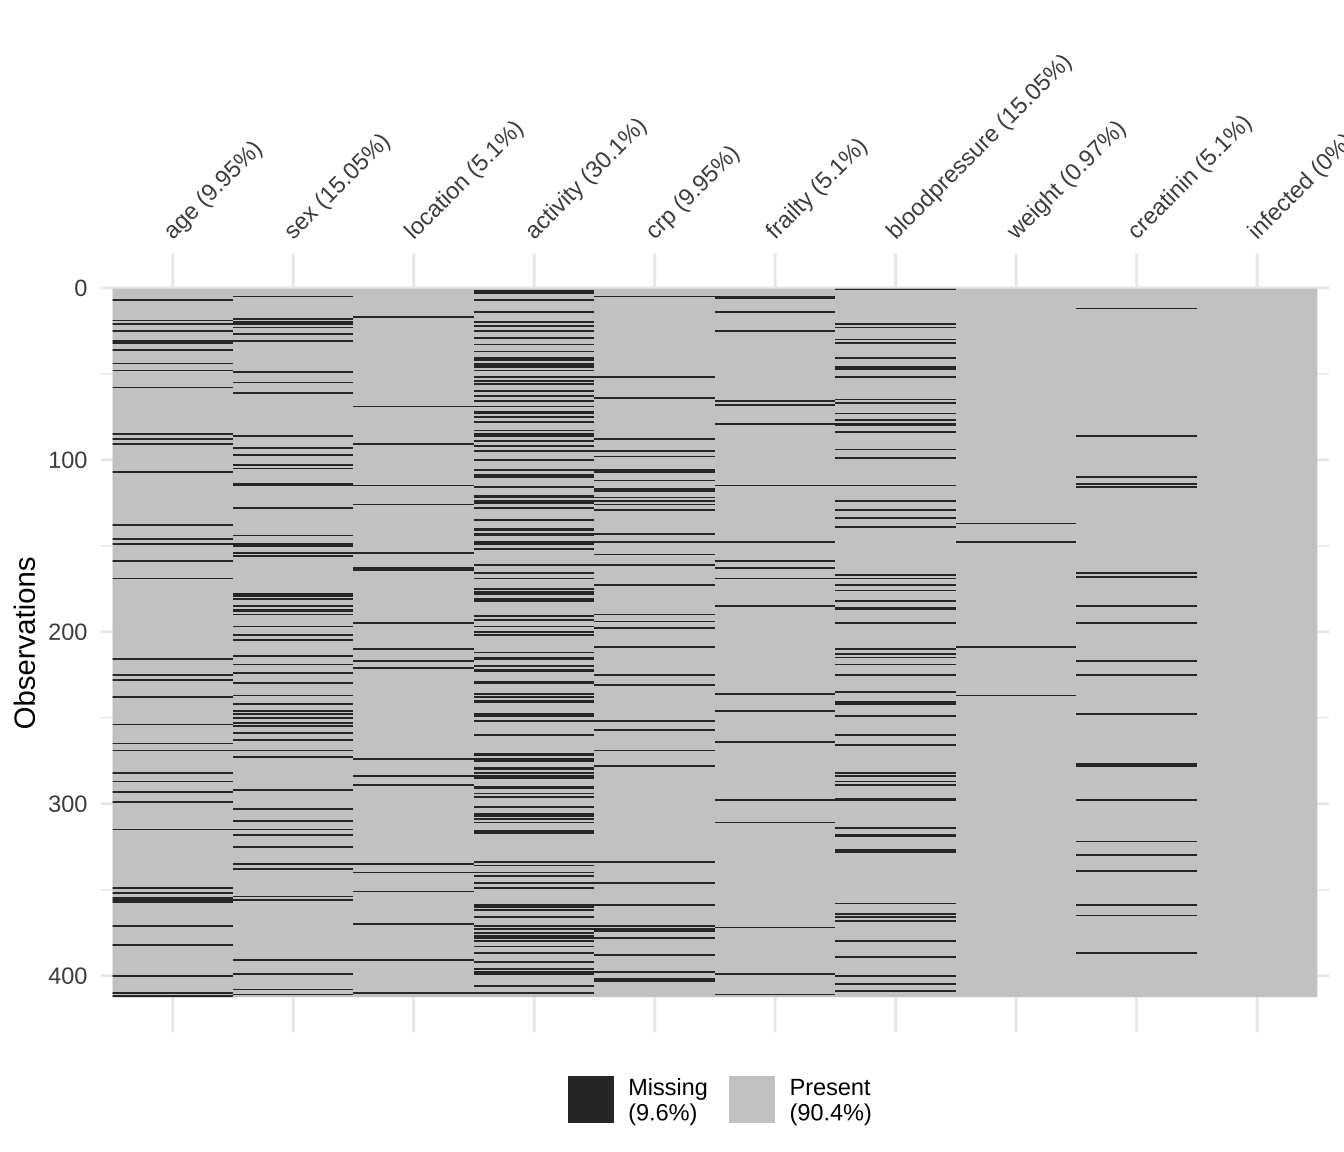 age (9.95%)
sex (15.05%)
location (5.1%)
activity (30.1%)
crp (9.95%)
frailty (5.1%)
bloodpressure (15.05%)
weight (0.97%)
creatinin (5.1%)
infected (0%
0
100
200
300
400
Observations
Missing
(9.6%)
Present
(90.4%)